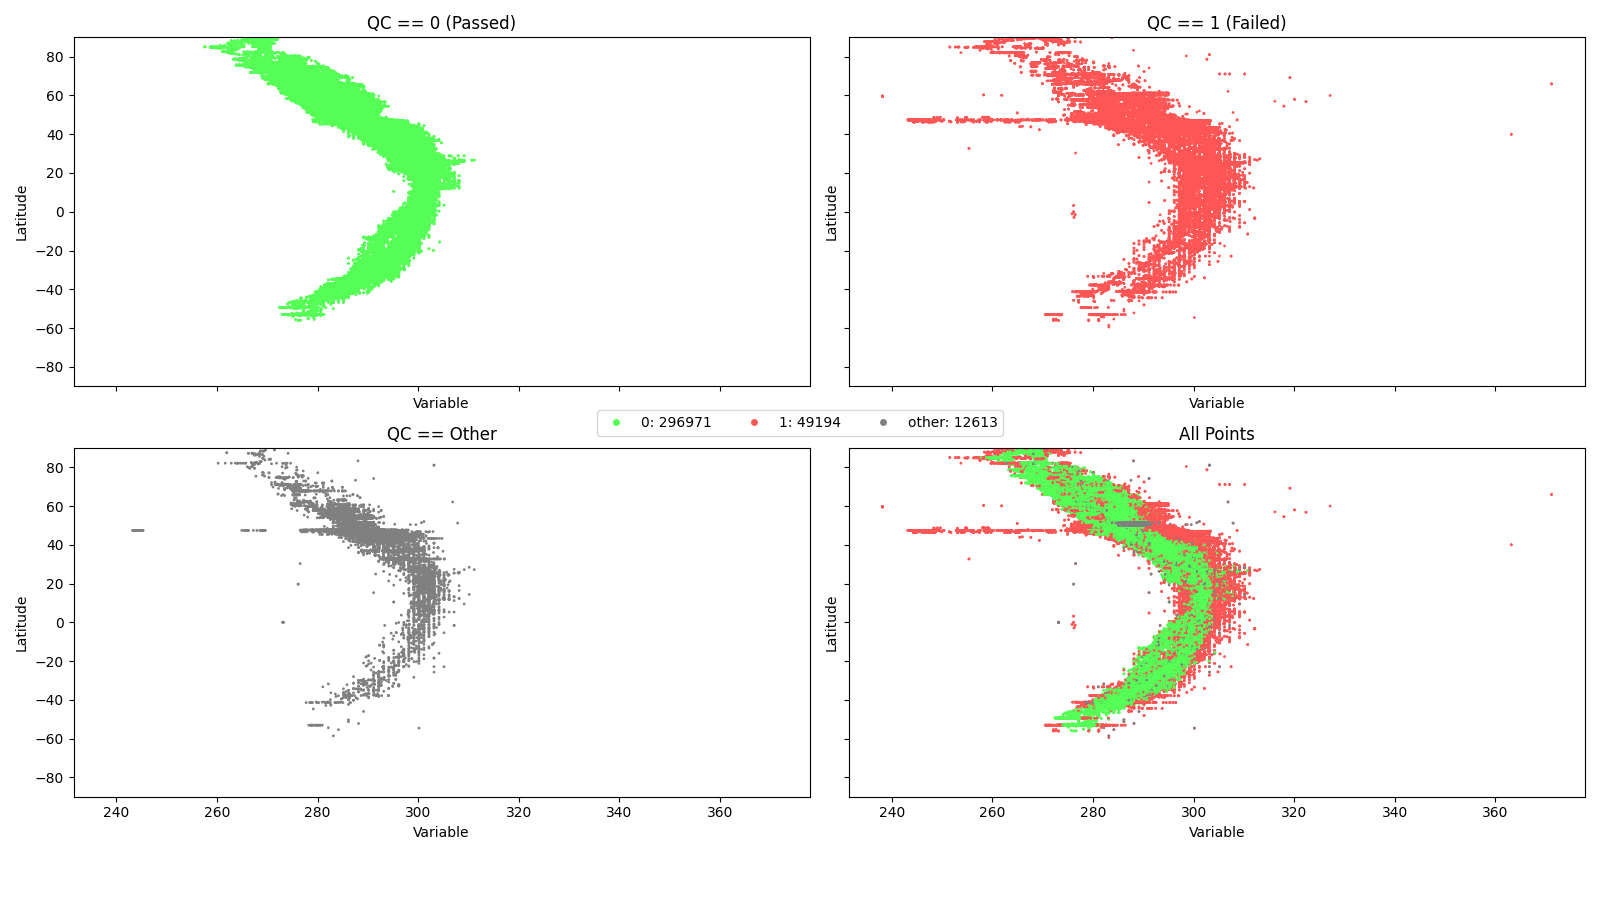 QC == 0 (Passed)
QC == 1 (Failed)
80
60
40
20
0
−20
−40
−60
−80
Latitude
Latitude
Variable
Variable
0: 296971
1: 49194
other: 12613
QC == Other
All Points
80
60
40
20
0
−20
−40
−60
−80
Latitude
Latitude
240
260
280
300
320
340
360
240
260
280
300
320
340
360
Variable
Variable